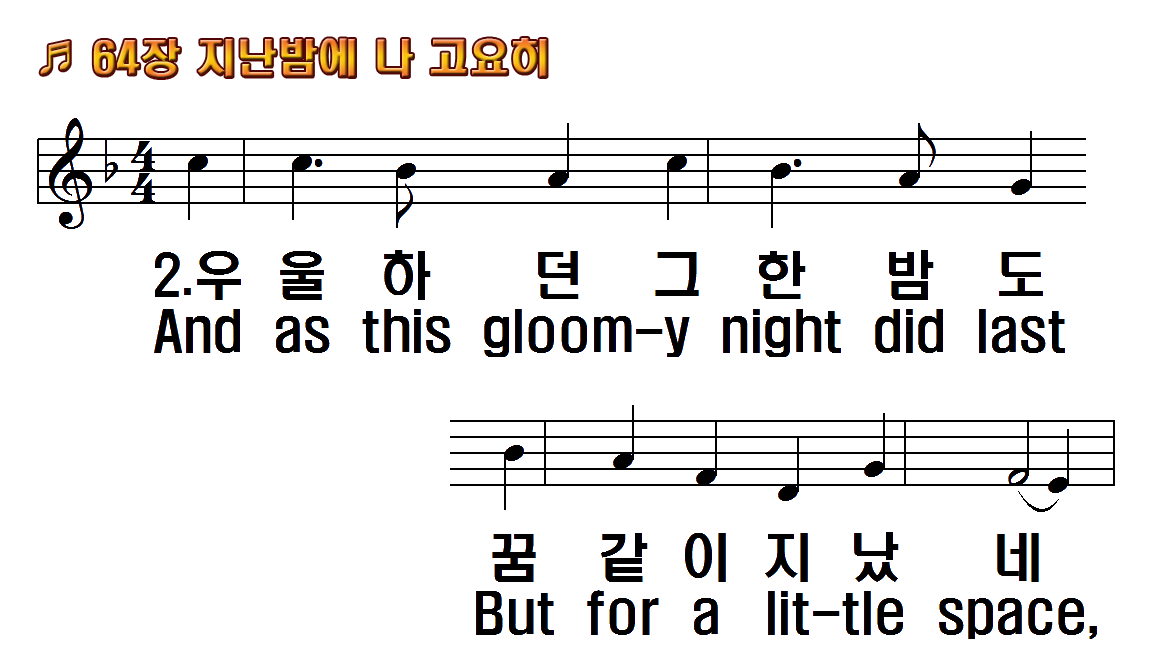 64장 지난밤에 나 고요히
2.우 울 하 던 그 한 밤 도
And as this gloom-y night did last
꿈 같 이 지 났 네
But for a lit-tle space,